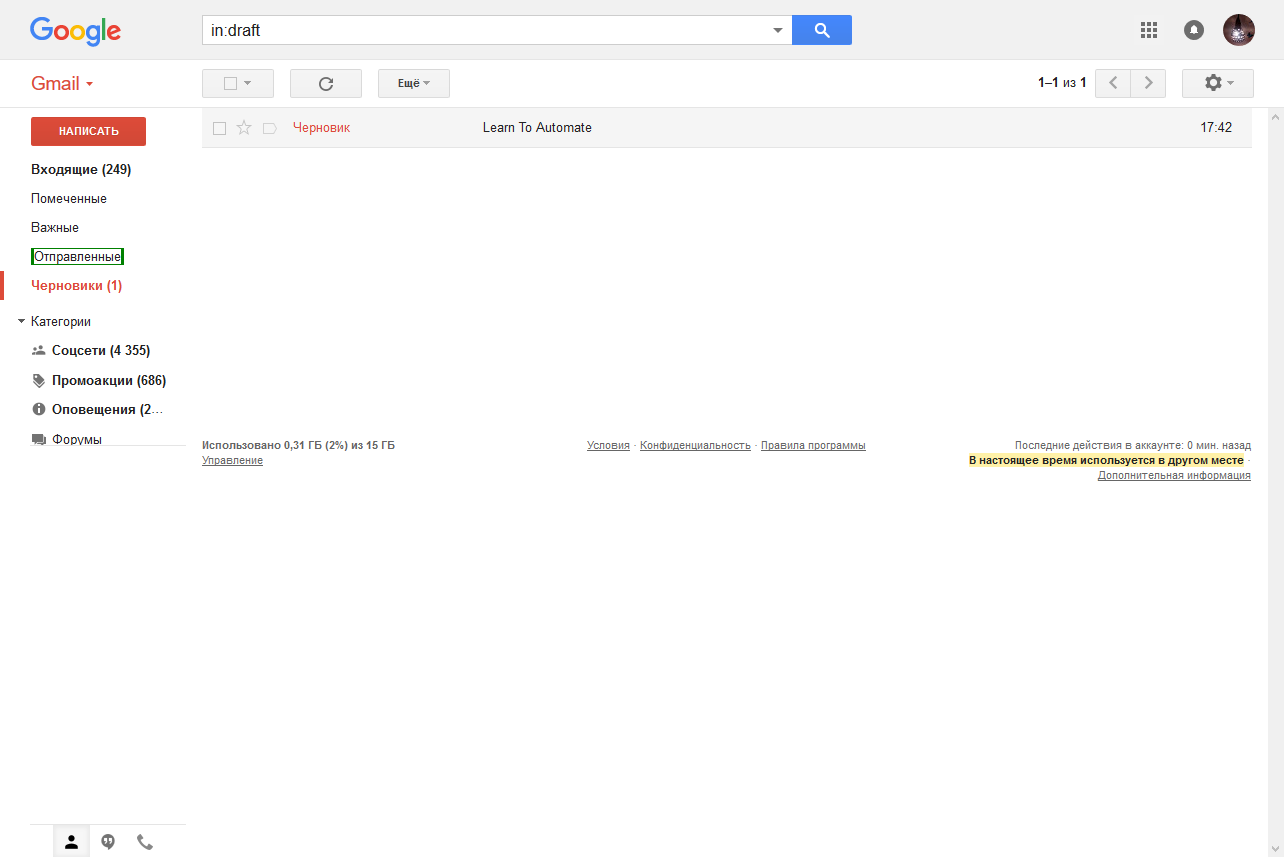 Google
in:draft
Gmail
Ещё
1–1 из 1
НАПИСАТЬ
Входящие (249)
Помеченные
Важные
Отправленные
Черновики (1)
Категории
Соцсети (4 355)
Промоакции (686)
Оповещения (2…
Форумы
Черновик Learn To Automate 17:42
Использовано 0,31 ГБ (2%) из 15 ГБ
Управление
Условия - Конфиденциальность - Правила программы
Последние действия в аккаунте: 0 мин. назад
В настоящее время используется в другом месте -
Дополнительная информация